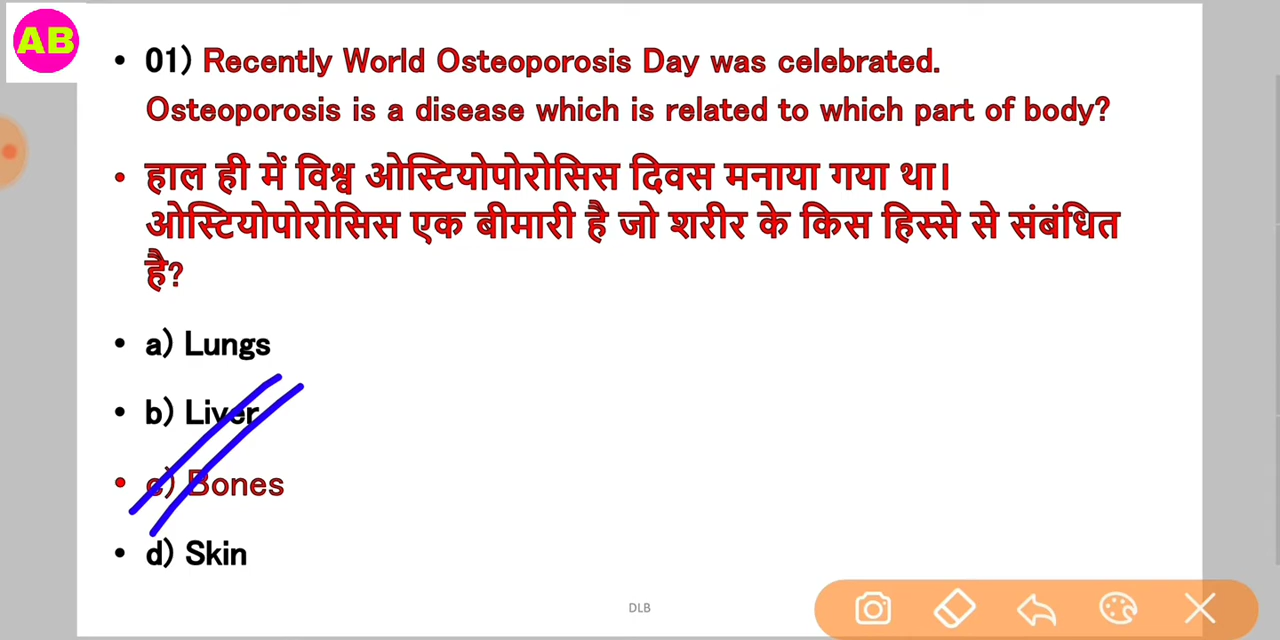 AB
• 01) Recently World Osteoporosis Day was celebrated.
Osteoporosis is a disease which is related to which part of body?
• हाल ही में विश्व ओस्टियोपोरोसिस दिवस मनाया गया था।
ओस्टियोपोरोसिस एक बीमारी है जो शरीर के किस हिस्से से संबंधित
है?
• a) Lungs
• b) Liver
• c) Bones
• d) Skin
DLB